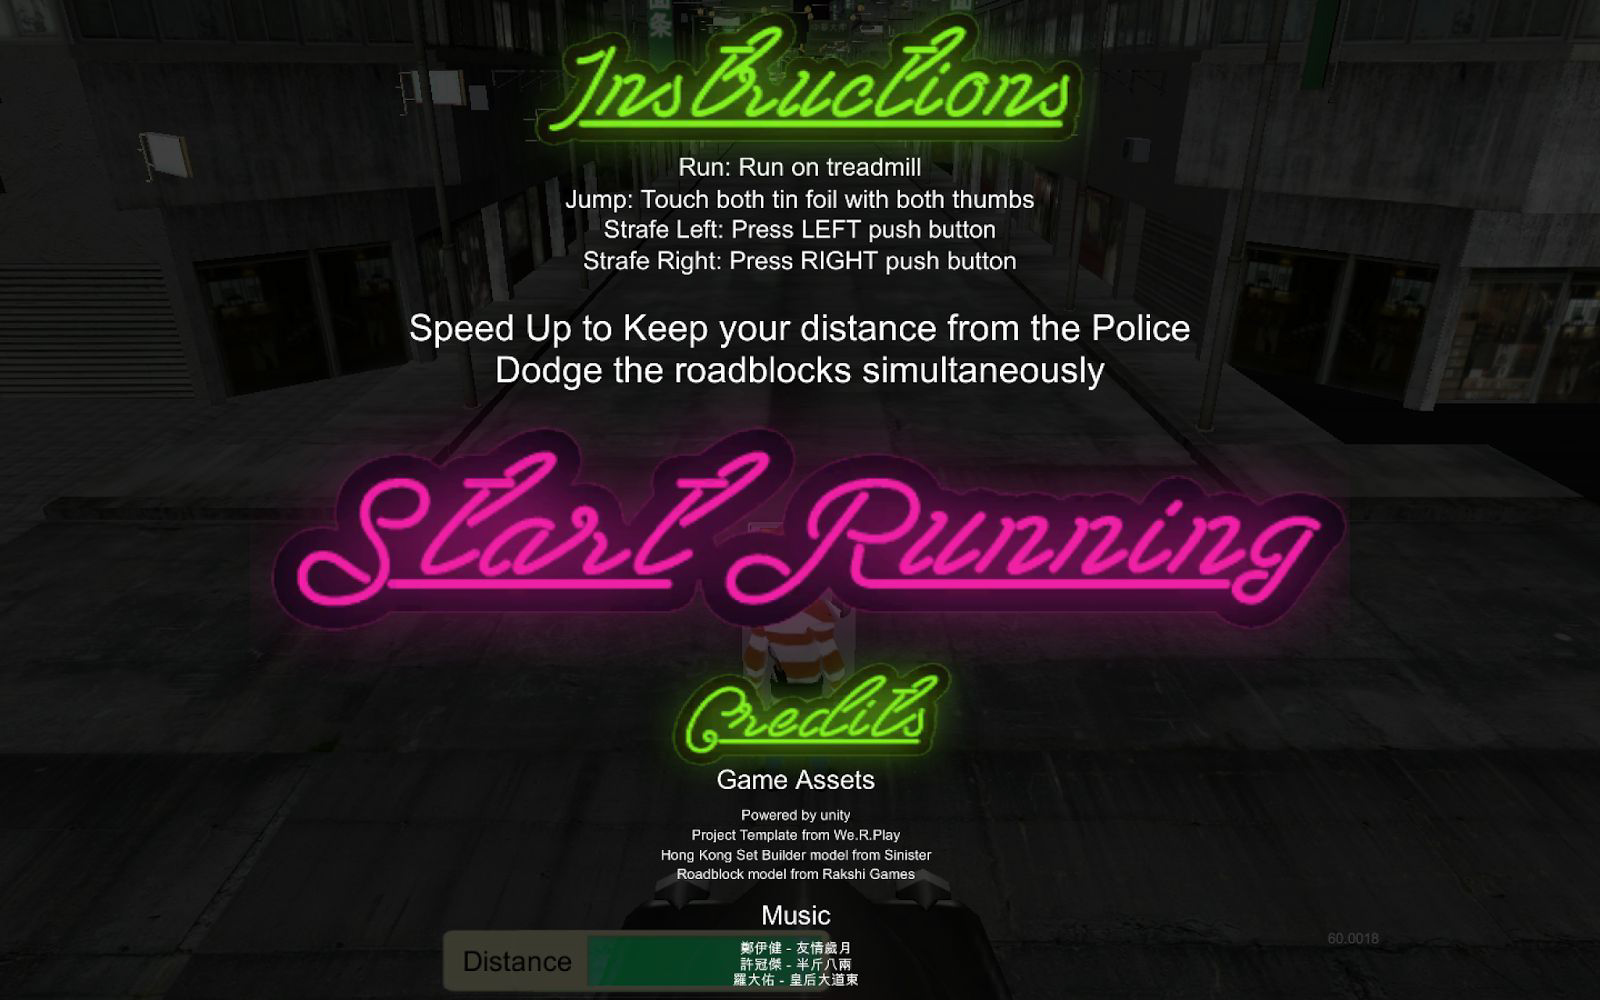 面
条
Instructions
Run: Run on treadmill
Jump: Touch both tin foil with both thumbs
Strafe Left: Press LEFT push button
Strafe Right: Press RIGHT push button
Speed Up to Keep your distance from the Police
Dodge the roadblocks simultaneously
Start Running
Credits
Game Assets
Powered by unity
Project Template from We.R.Play
Hong Kong Set Builder model from Sinister
Roadblock model from Rakshi Games
Music
60.0018
鄭伊健 - 友情歲月
Distance
許冠傑 - 半斤八兩
羅大佑 - 皇后大道東